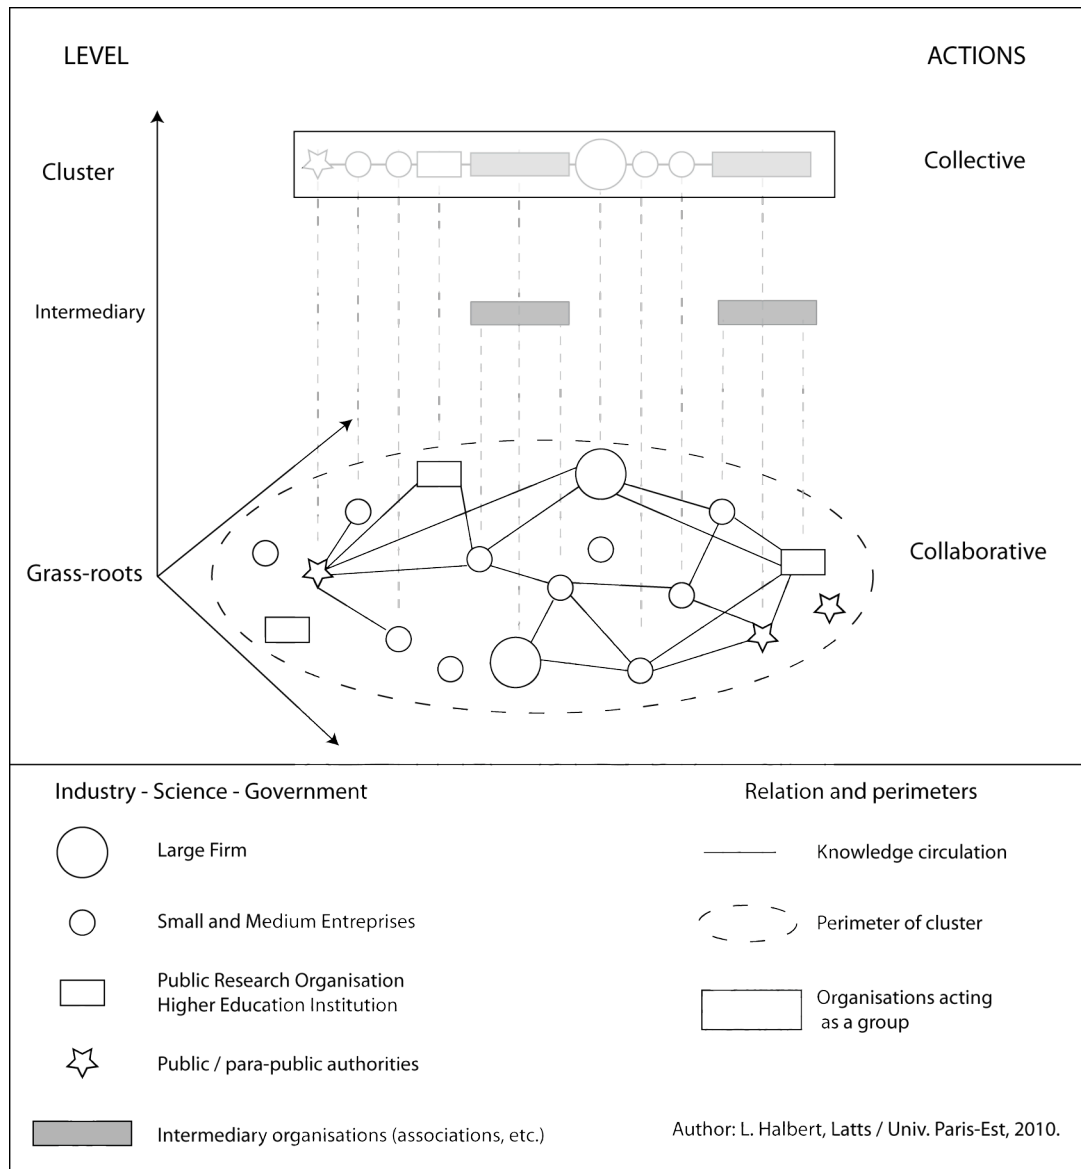 LEVEL
ACTIONS
Cluster
Collective
Intermediary
Grass-roots
Collaborative
Industry - Science - Government
Relation and perimeters
Large Firm
Knowledge circulation
Small and Medium Entreprises
Perimeter of cluster
Public Research Organisation
Higher Education Institution
Organisations acting
as a group
Public / para-public authorities
Intermediary organisations (associations, etc.)
Author: L. Halbert, Latts / Univ. Paris-Est, 2010.